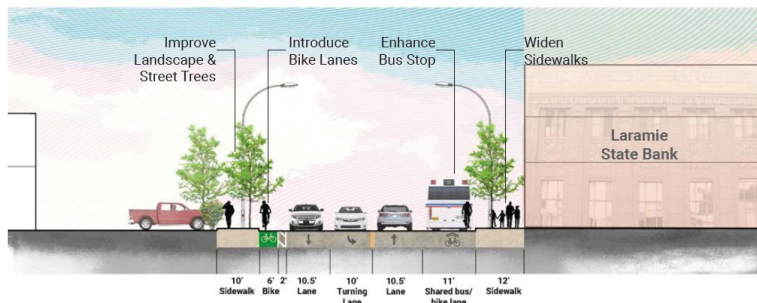 Improve
Landscape &
Street Trees
Introduce
Bike Lanes
Enhance
Bus Stop
Widen
Sidewalks
Laramie
State Bank
10' 6' 2' 10.5' 10' 10.5' 11' 12'
Sidewalk Bike Lane Turning Lane Shared bus/ Sidewalk
Lane bike lane